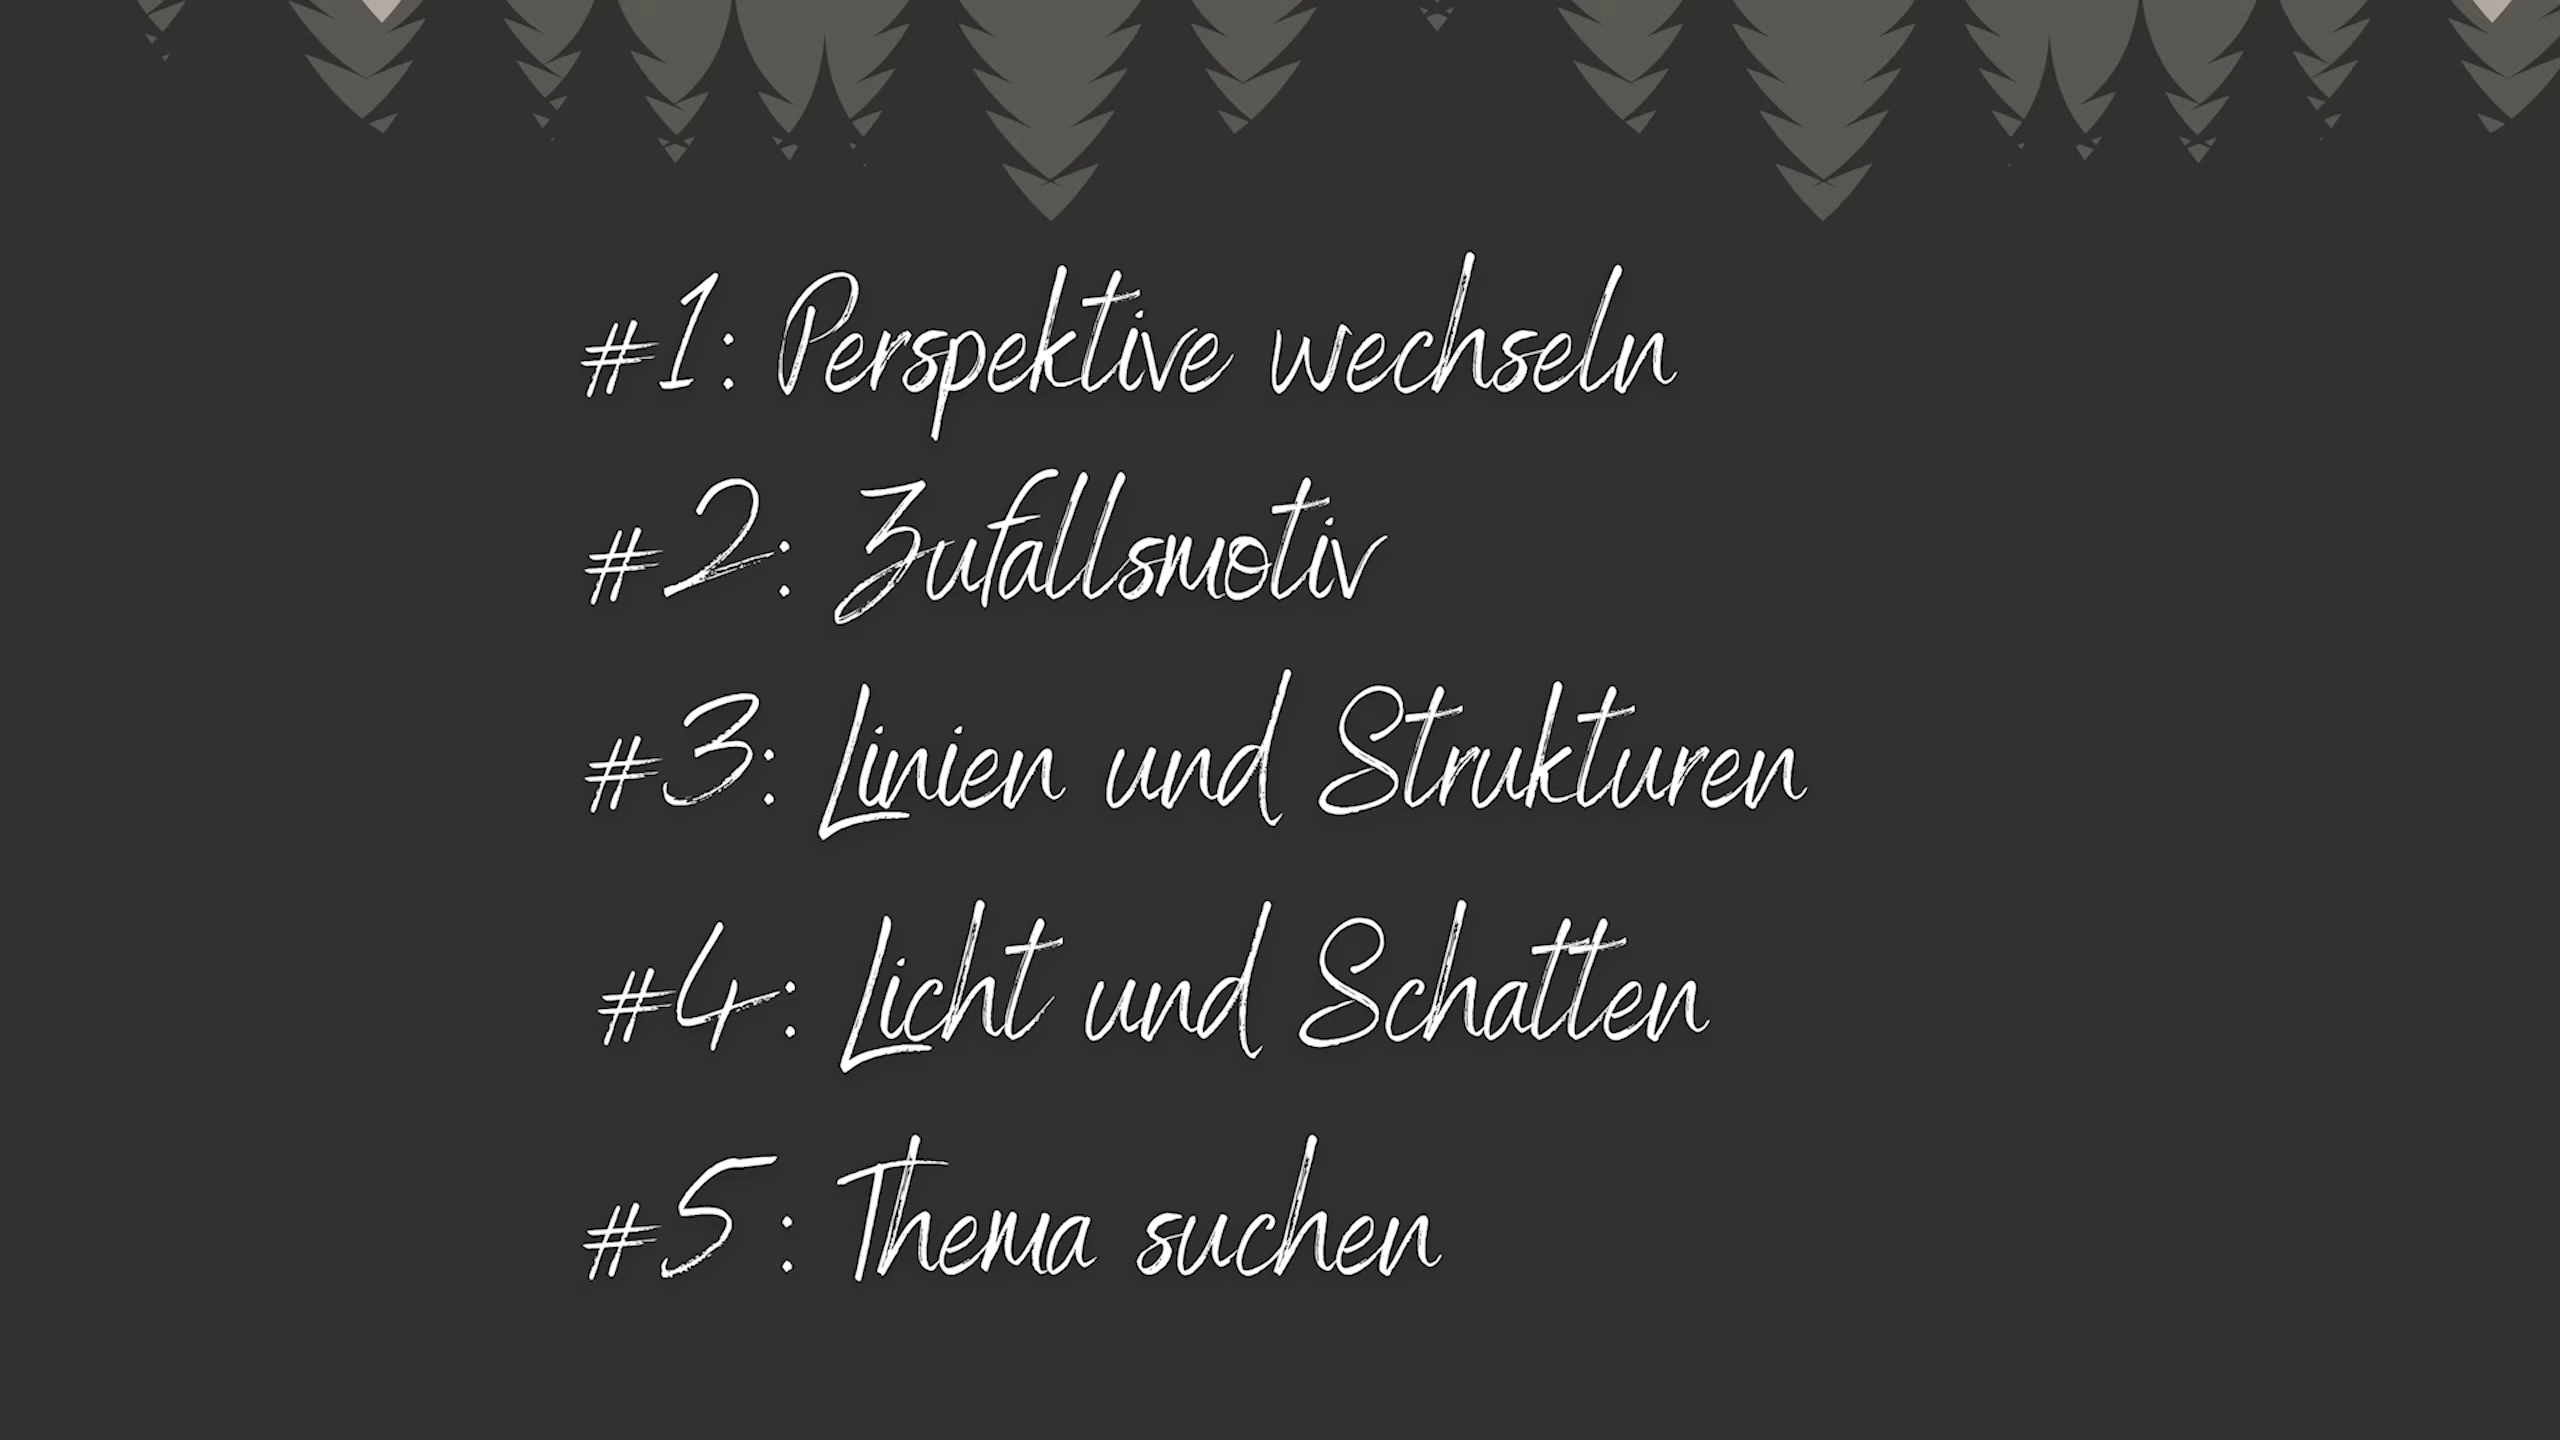 #1: Perspektive wechseln
#2: Zufallsmotiv
#3: Linien und Strukturen
#4: Licht und Schatten
#5: Thema suchen